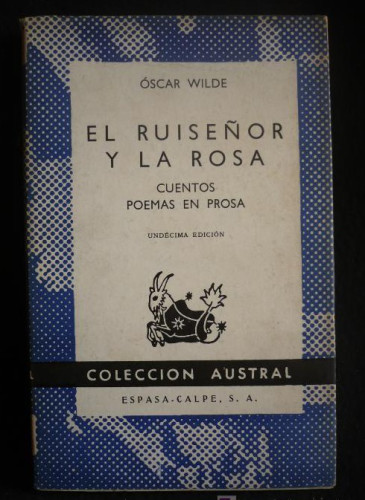 ÓSCAR WILDE
EL RUISEÑOR
Y LA ROSA
CUENTOS
POEMAS EN PROSA
UNDÉCIMA EDICIÓN
COLECCION AUSTRAL
ESPASA-CALPE, S. A.